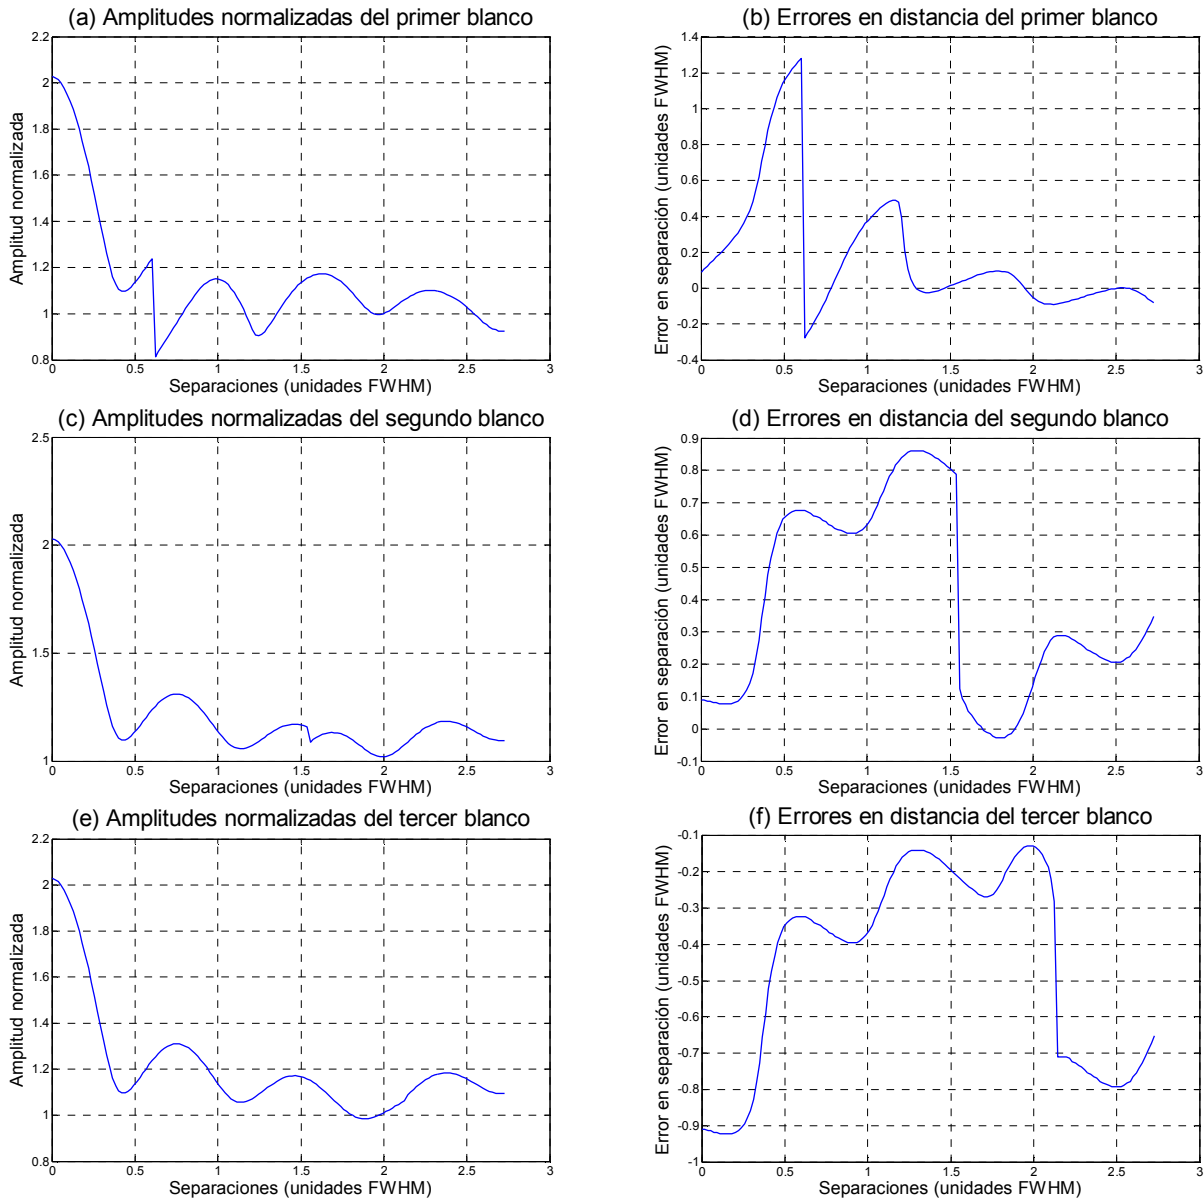 (a) Amplitudes normalizadas del primer blanco
Amplitud normalizada
2.2
2
1.8
1.6
1.4
1.2
1
0.8
0 0.5 1 1.5 2 2.5 3
Separaciones (unidades FWHM)
(b) Errores en distancia del primer blanco
Error en separación (unidades FWHM)
1.4
1.2
1
0.8
0.6
0.4
0.2
0
-0.2
-0.4
0 0.5 1 1.5 2 2.5 3
Separaciones (unidades FWHM)
(c) Amplitudes normalizadas del segundo blanco
Amplitud normalizada
2.5
2
1.5
1
0 0.5 1 1.5 2 2.5 3
Separaciones (unidades FWHM)
(d) Errores en distancia del segundo blanco
Error en separación (unidades FWHM)
0.9
0.8
0.7
0.6
0.5
0.4
0.3
0.2
0.1
0
-0.1
0 0.5 1 1.5 2 2.5 3
Separaciones (unidades FWHM)
(e) Amplitudes normalizadas del tercer blanco
Amplitud normalizada
2.2
2
1.8
1.6
1.4
1.2
1
0.8
0 0.5 1 1.5 2 2.5 3
Separaciones (unidades FWHM)
(f) Errores en distancia del tercer blanco
Error en separación (unidades FWHM)
-0.1
-0.2
-0.3
-0.4
-0.5
-0.6
-0.7
-0.8
-0.9
-1
0 0.5 1 1.5 2 2.5 3
Separaciones (unidades FWHM)